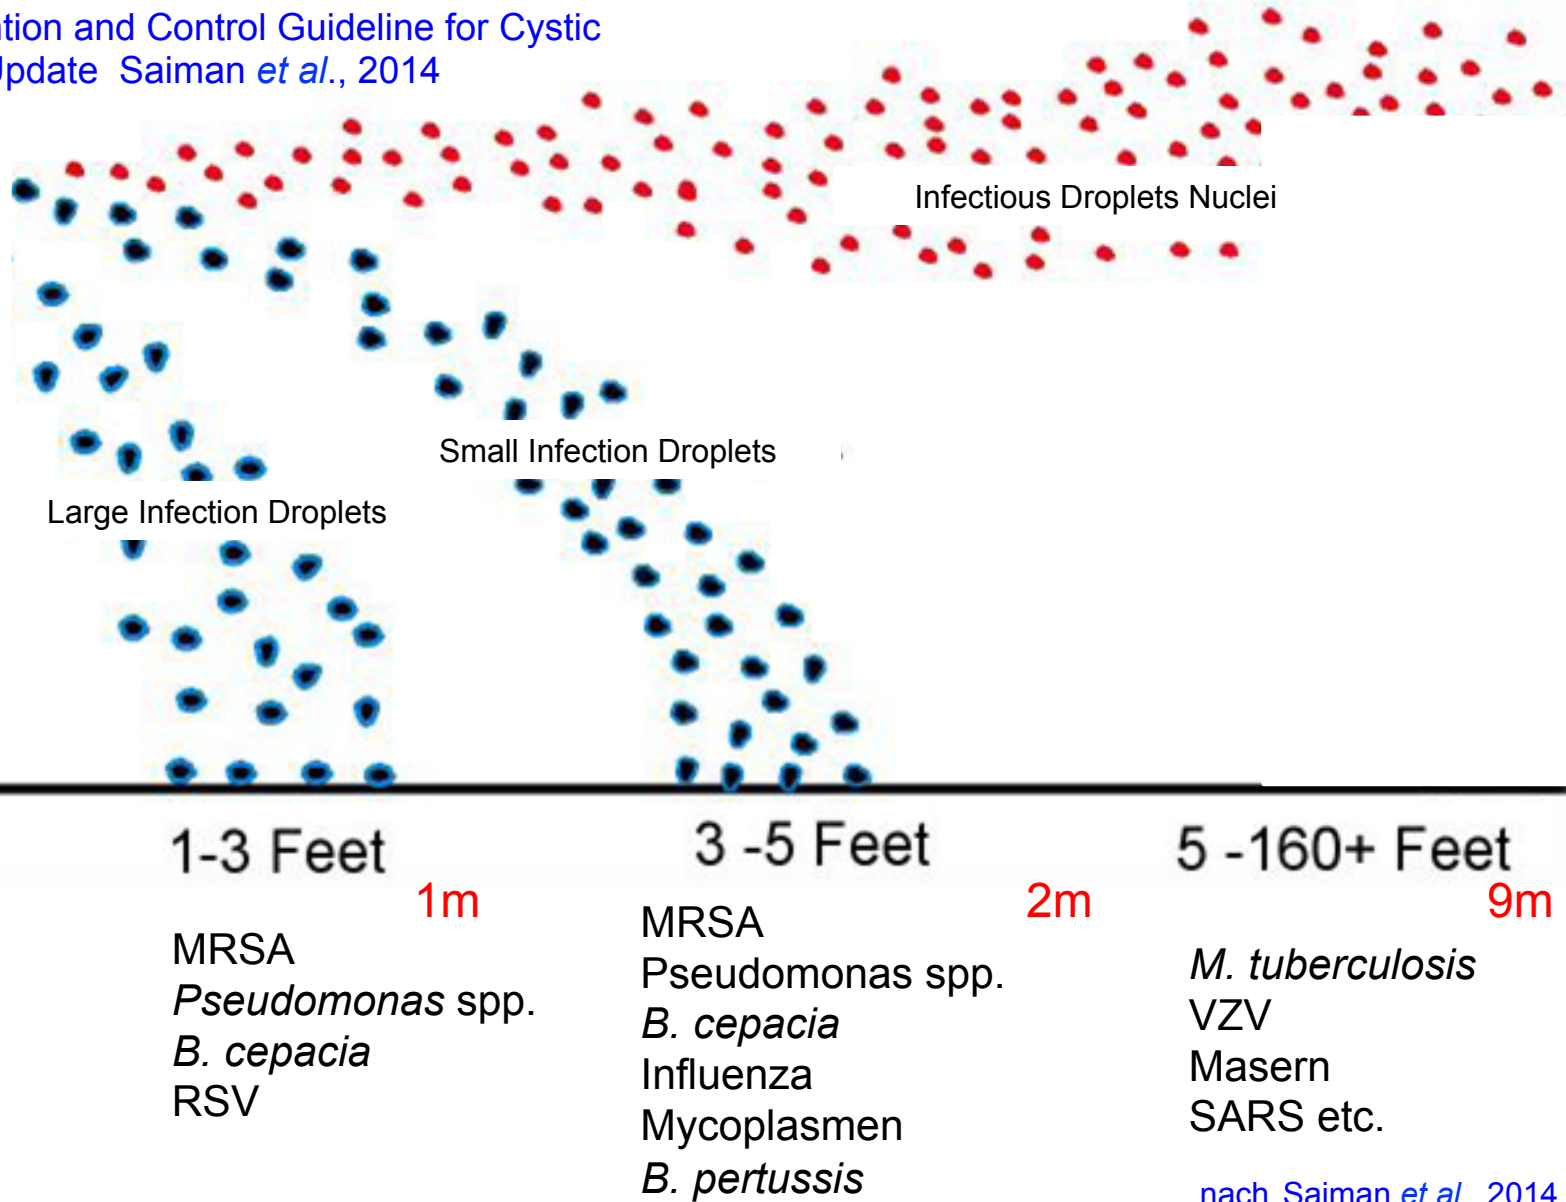 tion and Control Guideline for Cystic
Update Saiman et al., 2014
Infectious Droplets Nuclei
Small Infection Droplets
Large Infection Droplets
1-3 Feet
3 -5 Feet
5 -160+ Feet
1m
2m
9m
MRSA
Pseudomonas spp.
B. cepacia
RSV
MRSA
Pseudomonas spp.
B. cepacia
Influenza
Mycoplasmen
B. pertussis
M. tuberculosis
VZV
Masern
SARS etc.
nach Saiman et al., 2014